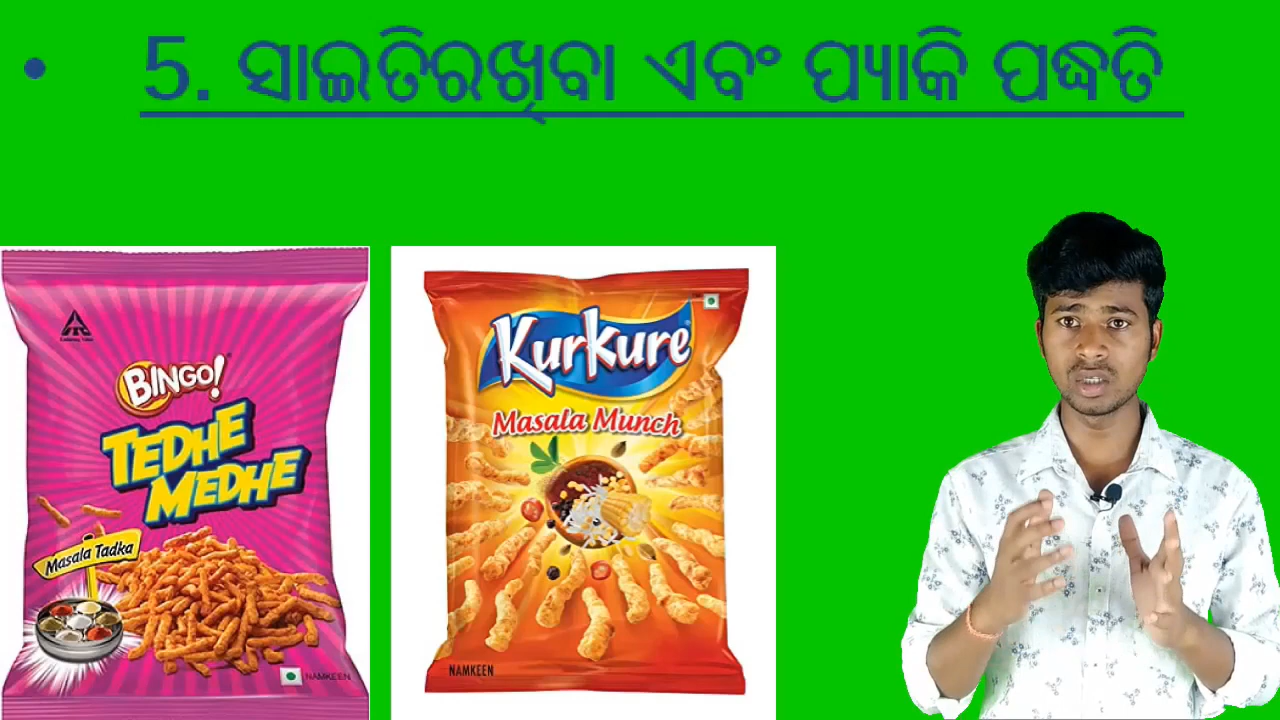 • 5. ସାଇତିରଖିବା ଏବଂ ପ୍ୟାକି ପଦ୍ଧତି
BINGO!
TEDHE
MEDHE
Masala Tadka
NAMKEEN
KurKure
Masala Munch
NAMKEEN